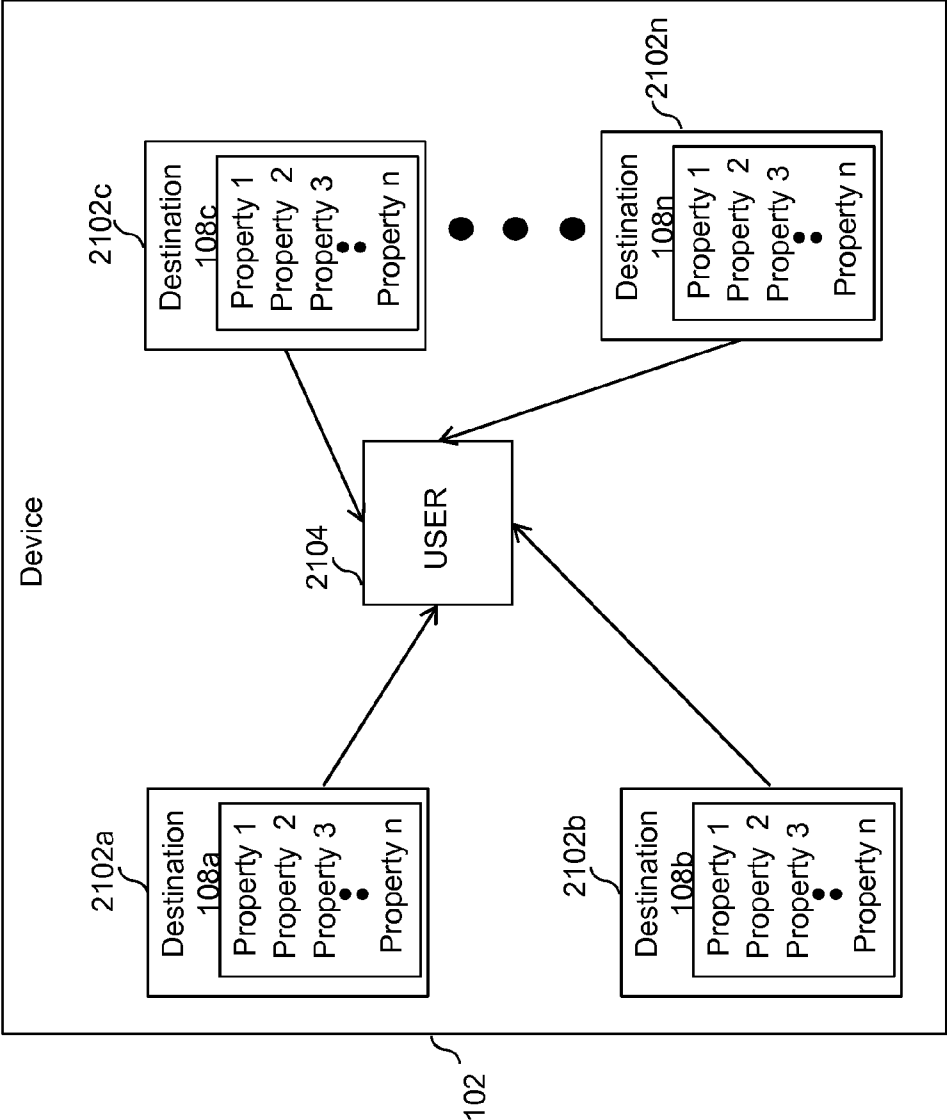 Device
2102a
Destination
108a
Property 1
Property 2
Property 3
Property n
2102b
Destination
108b
Property 1
Property 2
Property 3
Property n
2104
USER
2102c
Destination
108c
Property 1
Property 2
Property 3
Property n
2102n
Destination
108n
Property 1
Property 2
Property 3
Property n
102